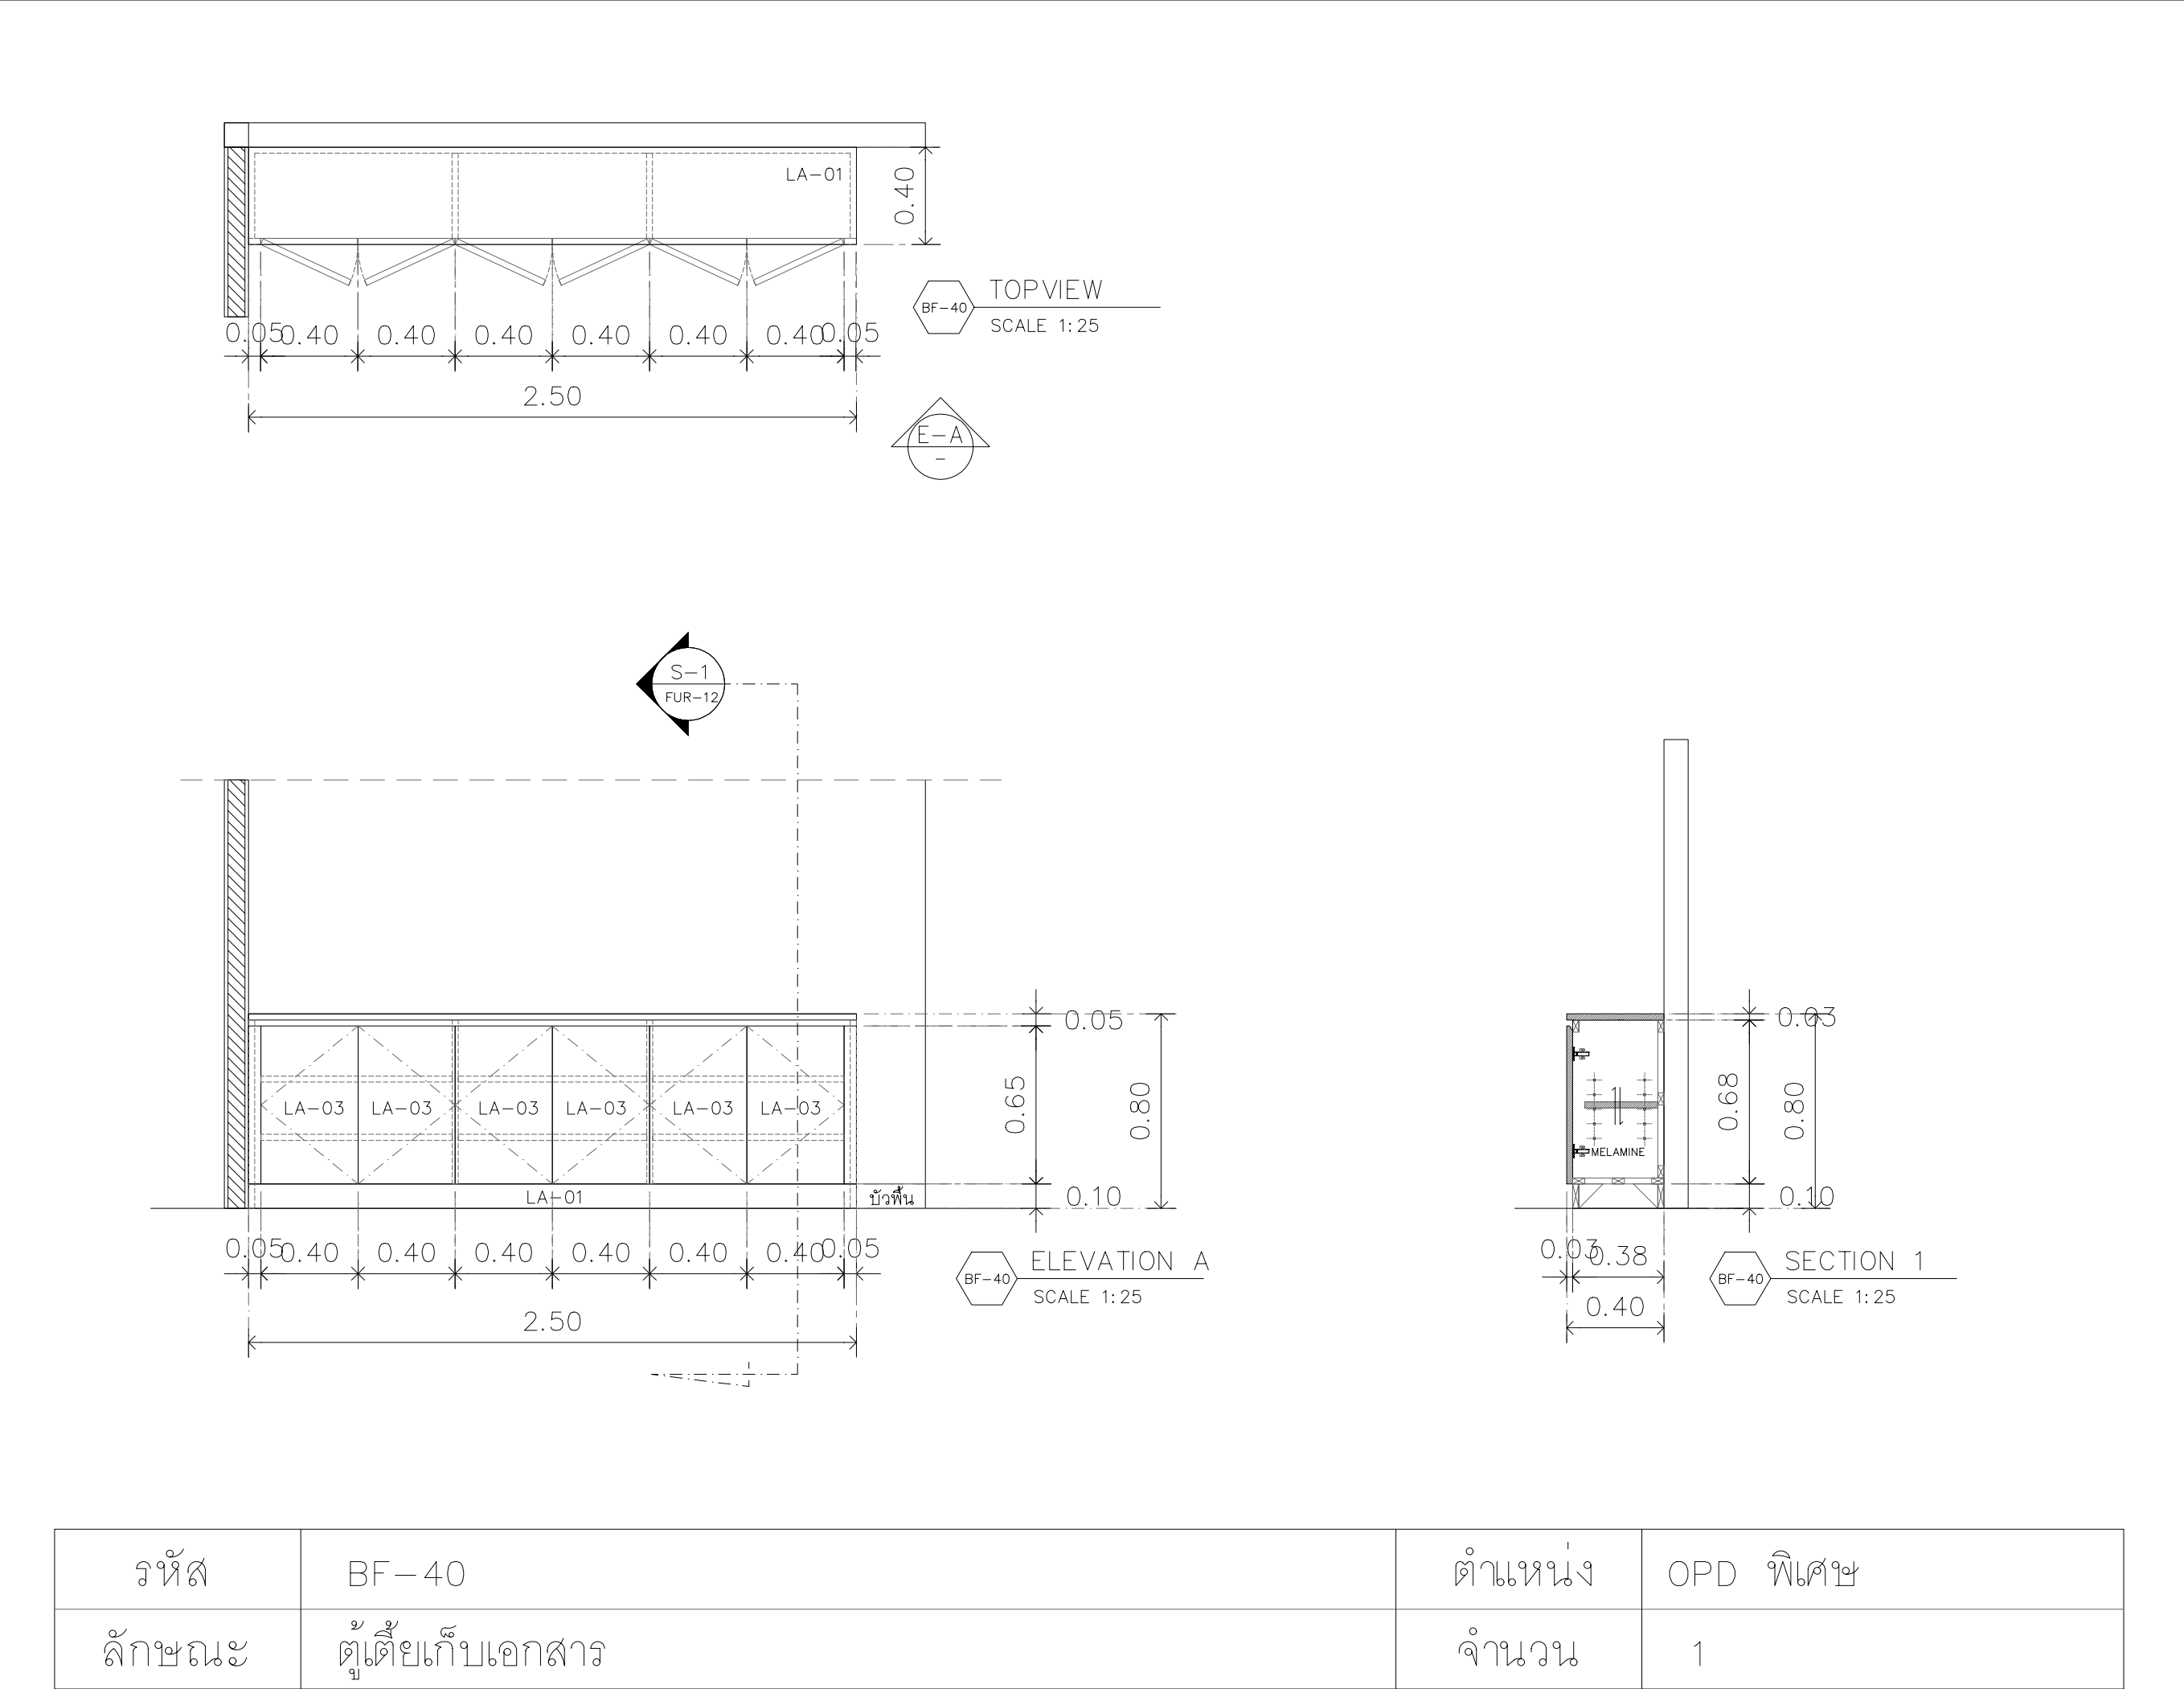 LA-01
0.40
BF-40
TOPVIEW
SCALE 1:25
0.05 0.40 0.40 0.40 0.40 0.40 0.40 0.05
2.50
E-A
-
S-1
FUR-12
0.05
0.65
0.80
0.10
LA-03 LA-03 LA-03 LA-03 LA-03 LA-03
LA-01
บัวพื้น
0.05 0.40 0.40 0.40 0.40 0.40 0.40 0.05
2.50
BF-40
ELEVATION A
SCALE 1:25
0.03
0.68
0.80
MELAMINE
0.10
0.03 0.38
0.40
BF-40
SECTION 1
SCALE 1:25
รหัส BF-40 ตำแหน่ง OPD พิเศษ
ลักษณะ ตู้เตี้ยเก็บเอกสาร จำนวน 1